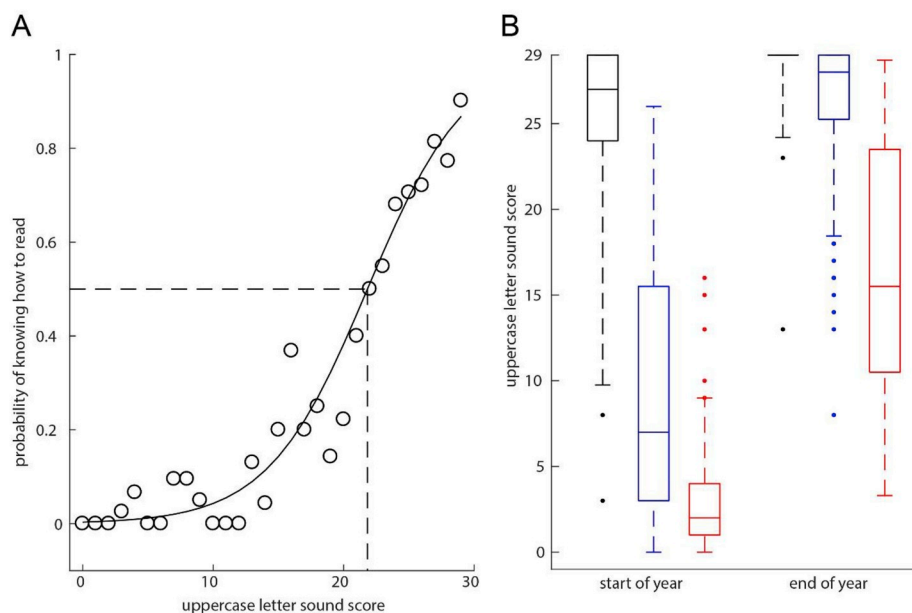 A
1
0.8
0.6
0.4
0.2
0
probability of knowing how to read
0
10
20
30
uppercase letter sound score
B
29
25
20
15
10
5
0
uppercase letter sound score
start of year
end of year